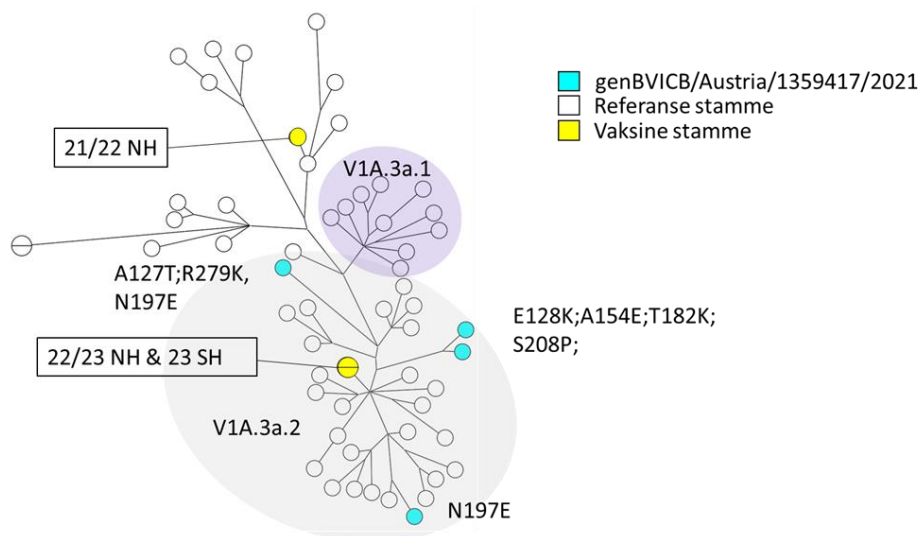 genBVICB/Austria/1359417/2021
Referanse stamme
Vaksine stamme
21/22 NH
V1A.3a.1
A127T;R279K,
N197E
E128K;A154E;T182K;
S208P;
22/23 NH & 23 SH
V1A.3a.2
N197E